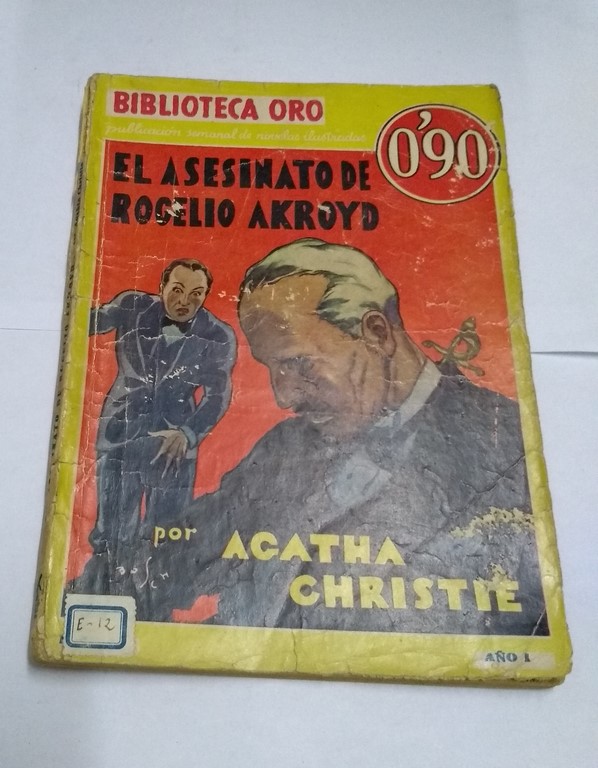 BIBLIOTECA ORO
publicación semanal de novelas ilustradas
0'90
EL ASESINATO DE
ROGELIO AKROYD
por
AGATHA
CHRISTIE
BOSCH
E-12
AÑO I